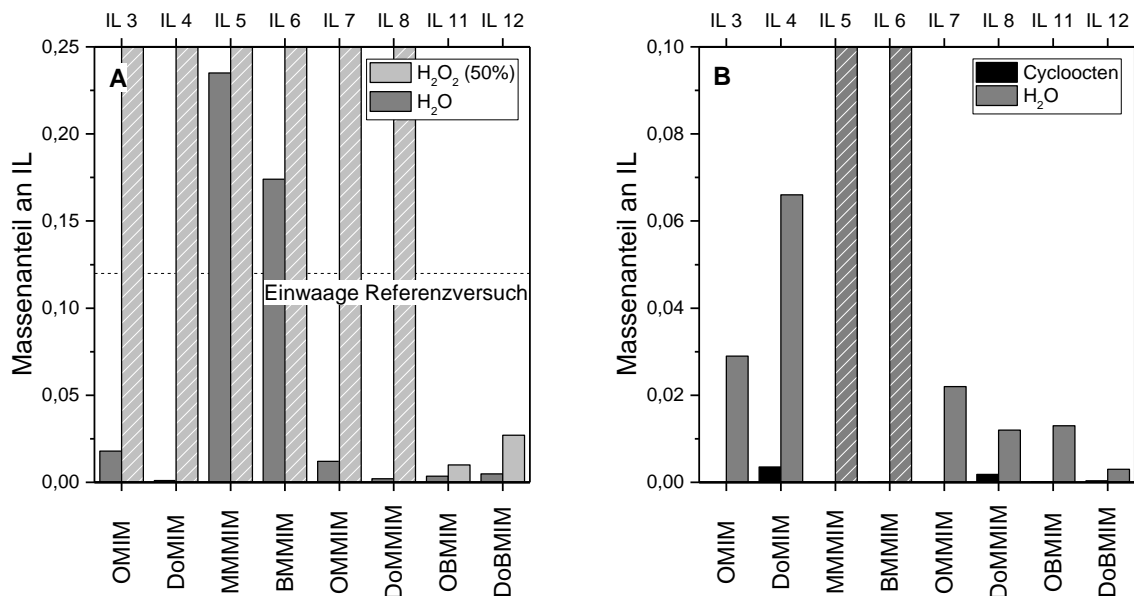 IL 3 IL 4 IL 5 IL 6 IL 7 IL 8 IL 11 IL 12
0,25
0,20
0,15
0,10
0,05
0,00
Massenanteil an IL
A
H₂O₂ (50%)
H₂O
Einwaage Referenzversuch
OMIM DoMIM MMMIM BMMIM OMMIM DoMMIM OBMIM DoBMIM
IL 3 IL 4 IL 5 IL 6 IL 7 IL 8 IL 11 IL 12
0,10
0,08
0,06
0,04
0,02
0,00
Massenanteil an IL
B
Cycloocten
H₂O
OMIM DoMIM MMMIM BMMIM OMMIM DoMMIM OBMIM DoBMIM